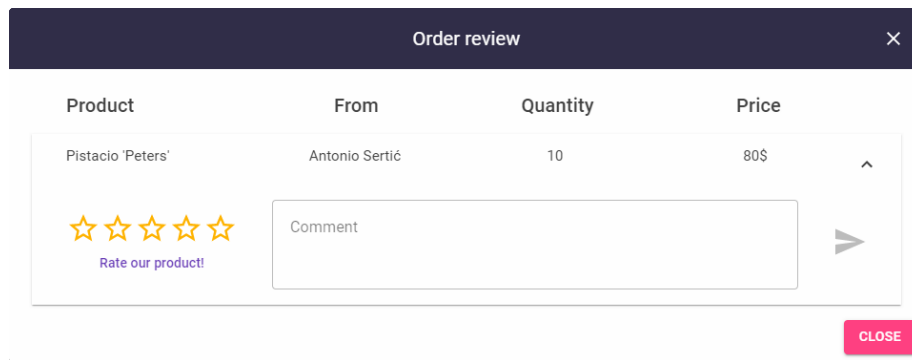 Order review
Product From Quantity Price
Pistacio 'Peters' Antonio Sertić 10 80$
Comment
Rate our product!
CLOSE